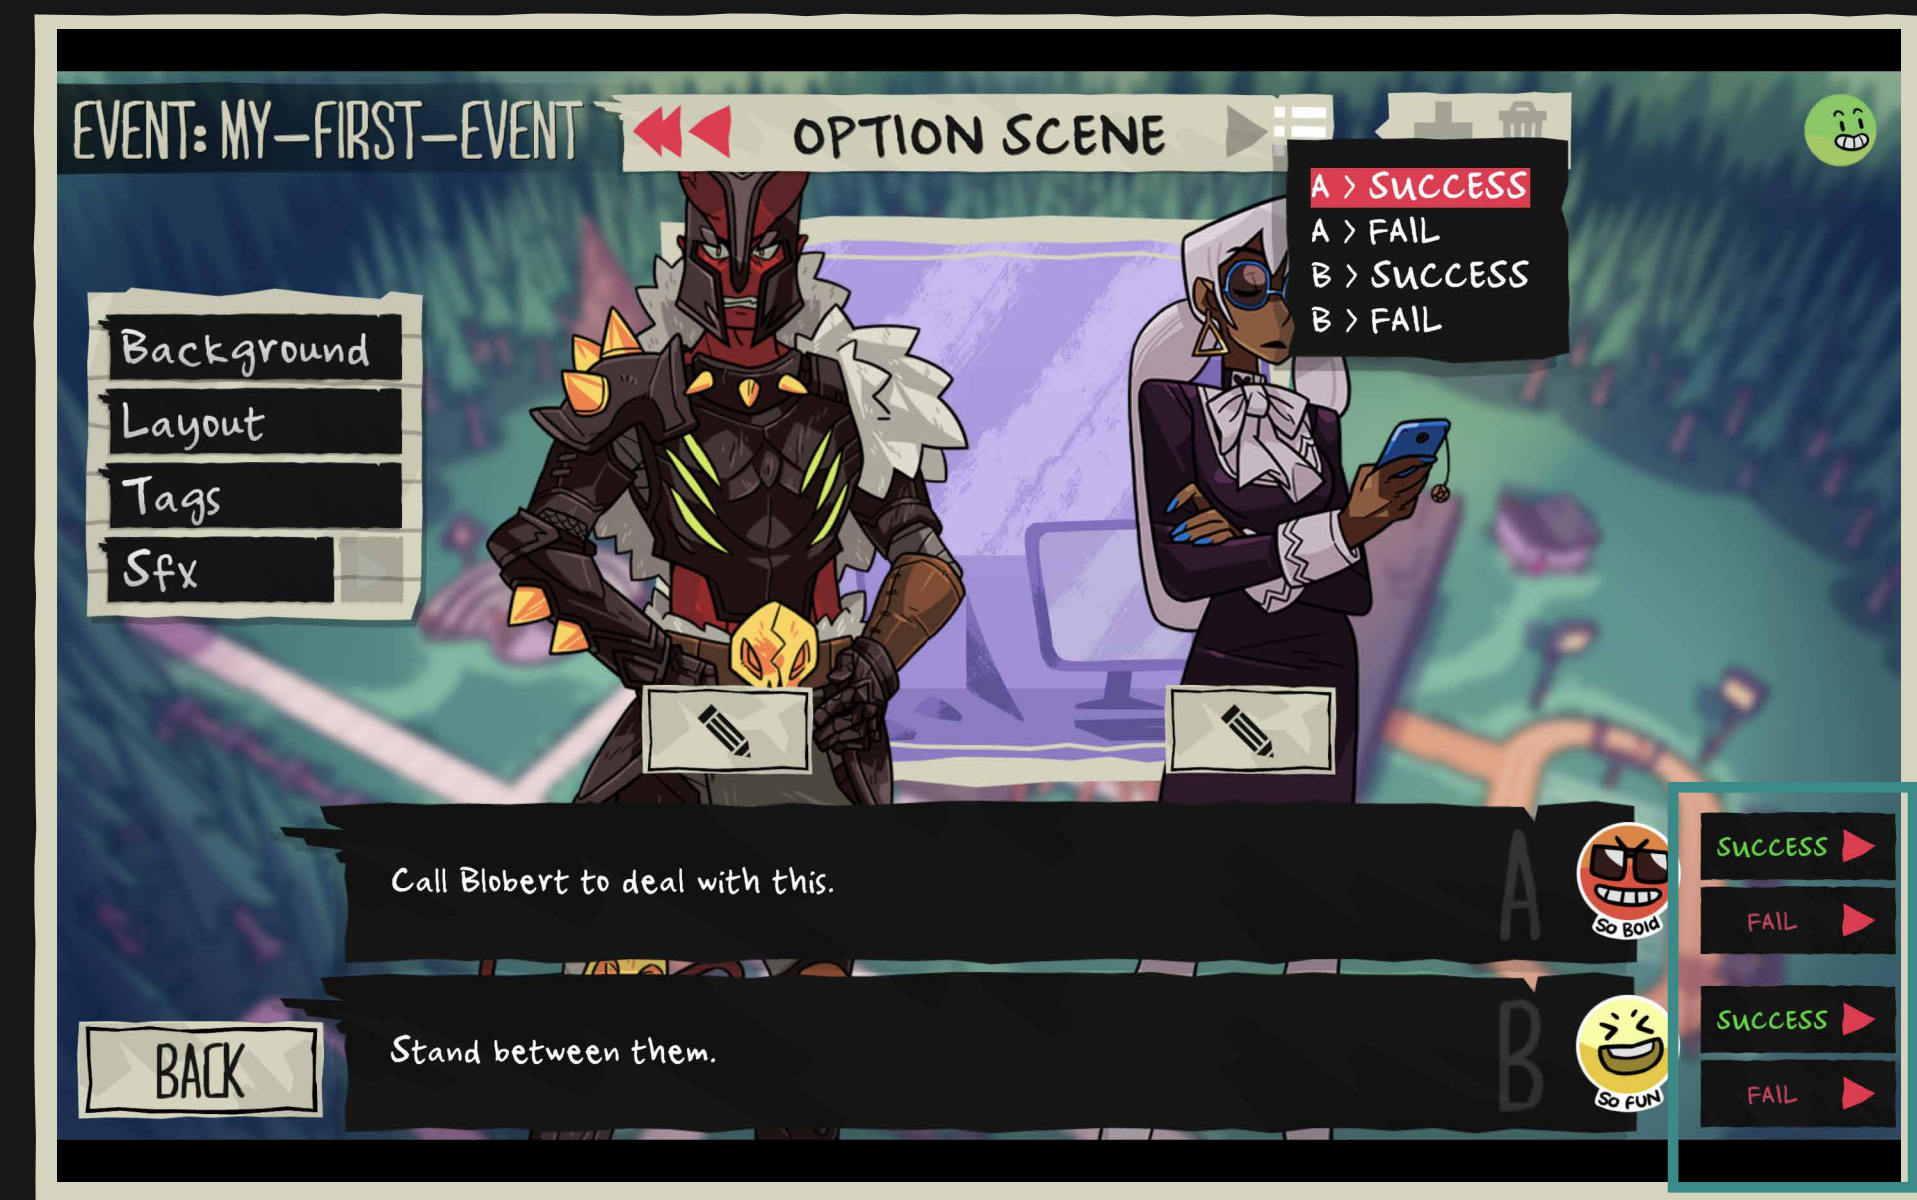 EVENT: MY-FIRST-EVENT
OPTION SCENE
A > SUCCESS
A > FAIL
B > SUCCESS
B > FAIL
Background
Layout
Tags
Sfx
Call Blobert to deal with this.
A
SO BOld
SUCCESS
FAIL
Stand between them.
B
SO FUN
SUCCESS
FAIL
BACK